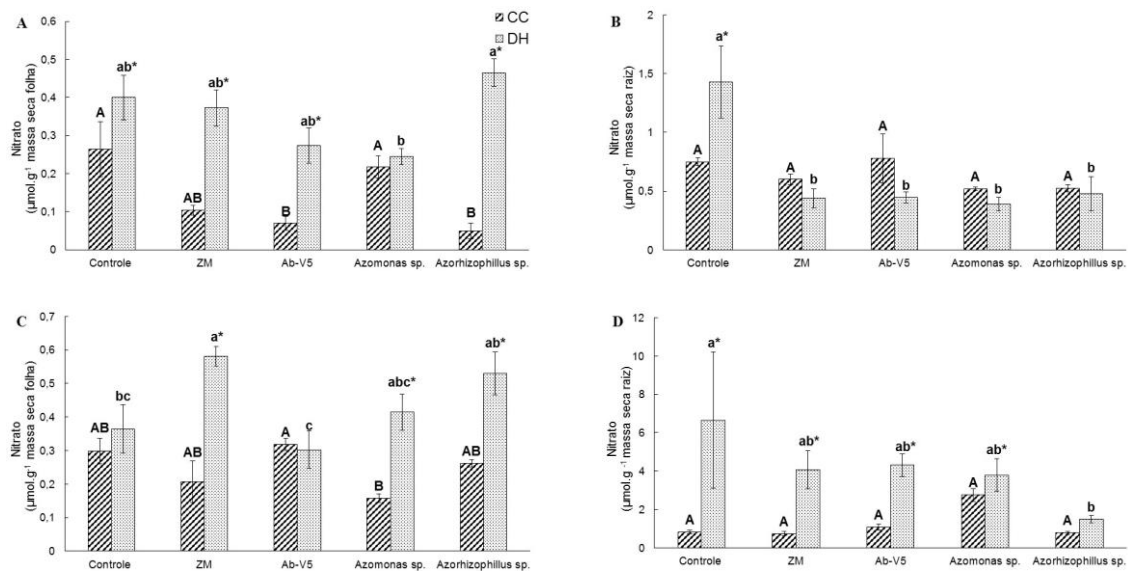 A
CC
DH
0,6
0,5
0,4
0,3
0,2
0,1
0
Nitrato
(µmol.g⁻¹ massa seca folha)
A
ab*
AB
ab*
B
ab*
A
b
B
a*
Controle
ZM
Ab-V5
Azomonas sp.
Azorhizophillus sp.
B
2
1,5
1
0,5
0
Nitrato
(µmol.g⁻¹ massa seca raiz)
A
a*
A
b
A
b
A
b
A
b
Controle
ZM
Ab-V5
Azomonas sp.
Azorhizophillus sp.
C
0,7
0,6
0,5
0,4
0,3
0,2
0,1
0
Nitrato
(µmol.g⁻¹ massa seca folha)
AB
bc
AB
a*
A
c
B
abc*
AB
ab*
Controle
ZM
Ab-V5
Azomonas sp.
Azorhizophillus sp.
D
12
10
8
6
4
2
0
Nitrato
(µmol.g⁻¹ massa seca raiz)
A
a*
A
ab*
A
ab*
A
ab*
A
b
Controle
ZM
Ab-V5
Azomonas sp.
Azorhizophillus sp.